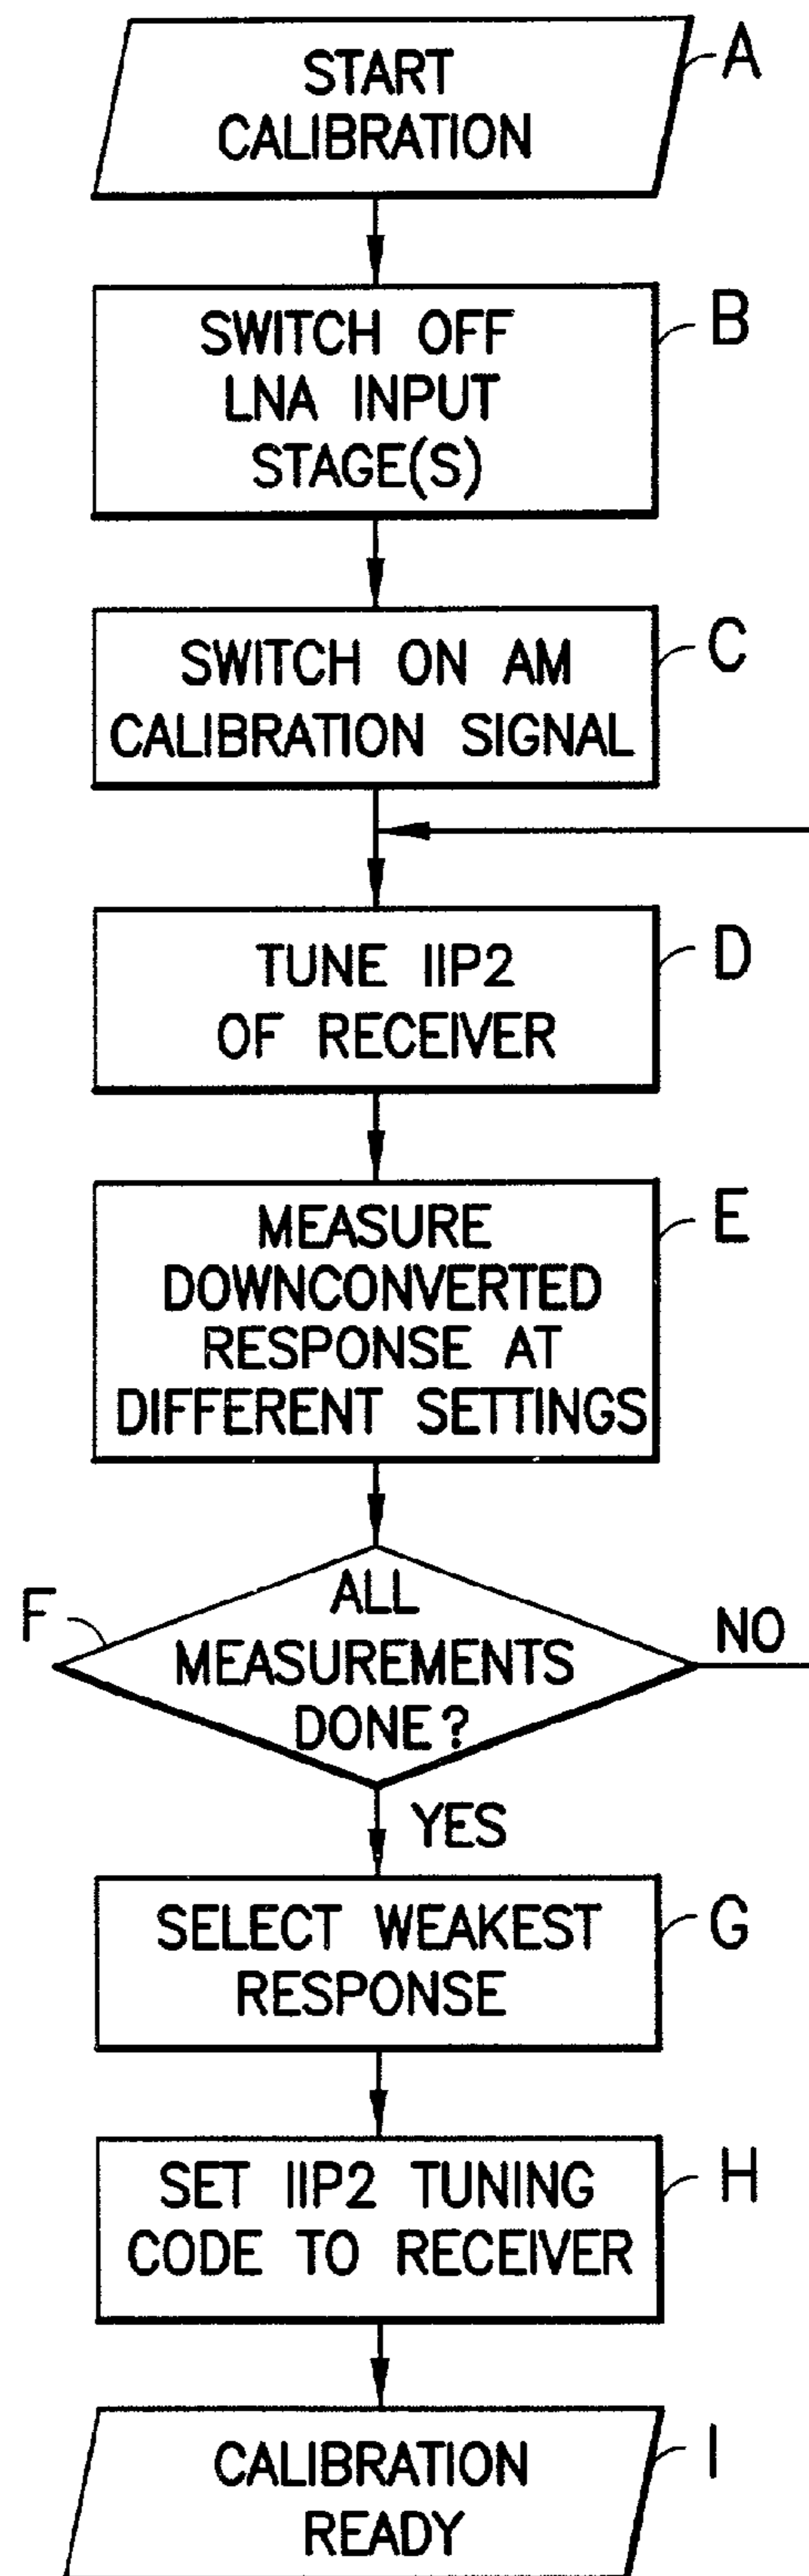 START
CALIBRATION
A
SWITCH OFF
LNA INPUT
STAGE(S)
B
SWITCH ON AM
CALIBRATION SIGNAL
C
TUNE IIP2
OF RECEIVER
D
MEASURE
DOWNCONVERTED
RESPONSE AT
DIFFERENT SETTINGS
E
F
ALL
MEASUREMENTS
DONE?
NO
YES
SELECT WEAKEST
RESPONSE
G
SET IIP2 TUNING
CODE TO RECEIVER
H
CALIBRATION
READY
I